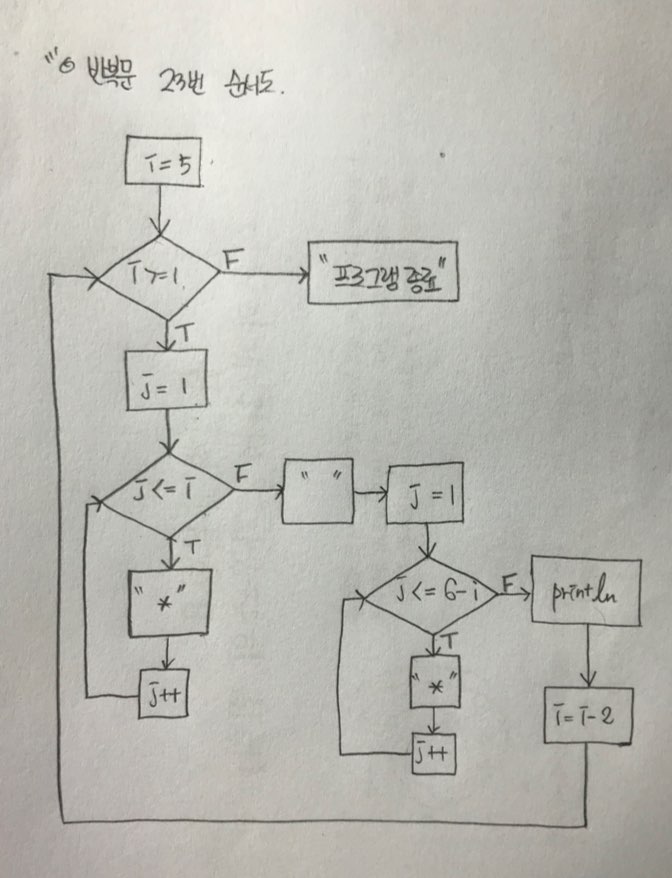 반복문 23번 순서도.
i=5
i>=1
F
"프로그램 종료"
T
j=1
j<=i
F
" "
j=1
T
"*"
j++
j<=6-i
F
println
T
"*"
j++
i=i-2